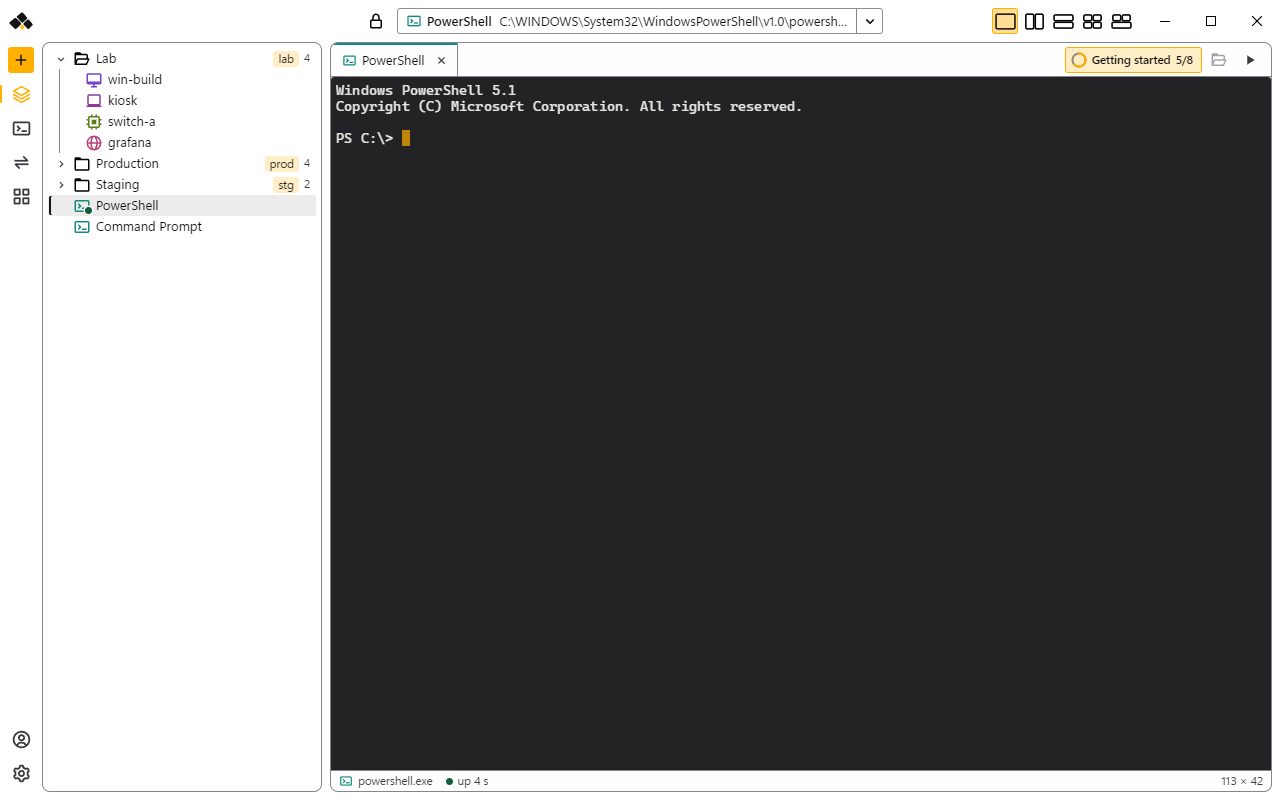 PowerShell C:\WINDOWS\System32\WindowsPowerShell\v1.0\powersh...
Lab lab 4
win-build
kiosk
switch-a
grafana
Production prod 4
Staging stg 2
PowerShell
Command Prompt
PowerShell
Getting started 5/8
Windows PowerShell 5.1
Copyright (C) Microsoft Corporation. All rights reserved.
PS C:\>
powershell.exe up 4 s
113 × 42